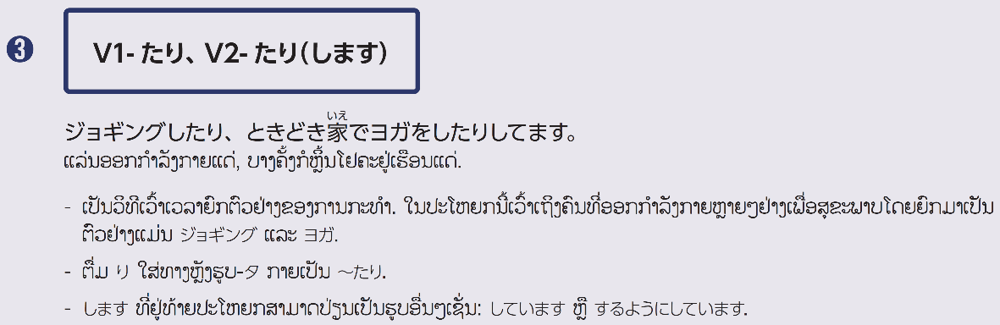 3
V1- たり、V2- たり(します)
いえ
ジョギングしたり、ときどき家でヨガをしたりしてます。
ແລ່ນອອກກຳລັງກາຍແດ່, ບາງຄັ້ງກໍຫຼິ້ນໂຢຄະຢູ່ເຮືອນແດ່.
- ເປັນວິທີເວົ້າເວລາຍົກຕົວຢ່າງຂອງການກະທຳ. ໃນປະໂຫຍກນີ້ເວົ້າເຖິງຄົນທີ່ອອກກຳລັງກາຍຫຼາຍໆຢ່າງເພື່ອສຸຂະພາບໂດຍຍົກມາເປັນ
ຕົວຢ່າງແມ່ນ ジョギング ແລະ ヨガ.
- ຕື່ມ り ໃສ່ທາງຫຼັງຮູບ-タ ກາຍເປັນ ～たり.
- します ທີ່ຢູ່ທ້າຍປະໂຫຍກສາມາດປ່ຽນເປັນຮູບອື່ນໆເຊັ່ນ: しています ຫຼື するようにしています.